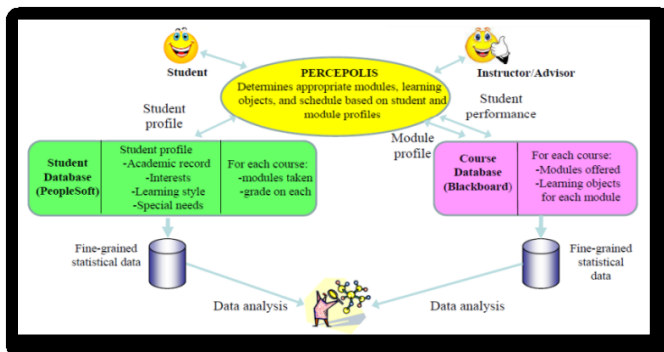 PERCEPOLIS
Determines appropriate modules, learning
objects, and schedule based on student and
module profiles
Student
Instructor/Advisor
Student
profile
Student
performance
Module
profile
Student
Database
(PeopleSoft)
Student profile
-Academic record
-Interests
-Learning style
-Special needs
For each course:
-modules taken
-grade on each
Course
Database
(Blackboard)
For each course:
-Modules offered
-Learning objects
for each module
Fine-grained
statistical data
Fine-grained
statistical
data
Data analysis
Data analysis